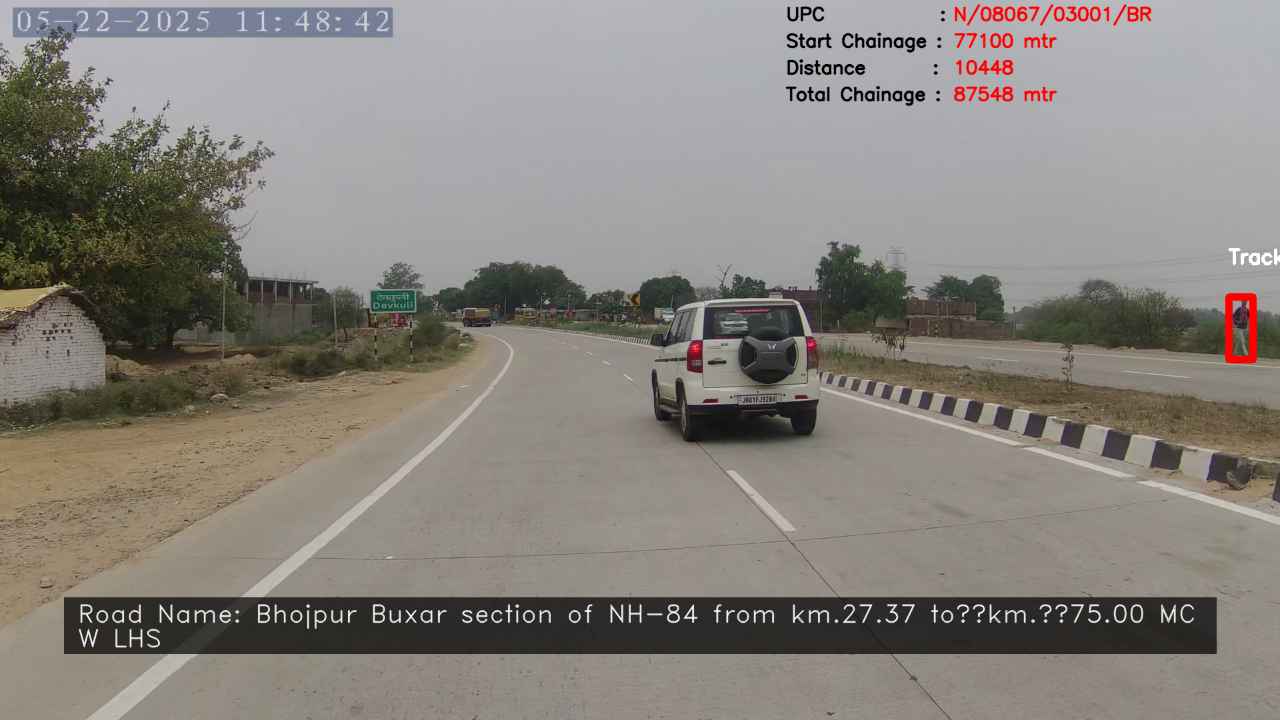 05-22-2025 11:48:42
UPC : N/08067/03001/BR
Start Chainage : 77100 mtr
Distance : 10448
Total Chainage : 87548 mtr
Track
देवकुली
Devkuli
Road Name: Bhojpur Buxar section of NH-84 from km.27.37 to??km.??75.00 MC
W LHS